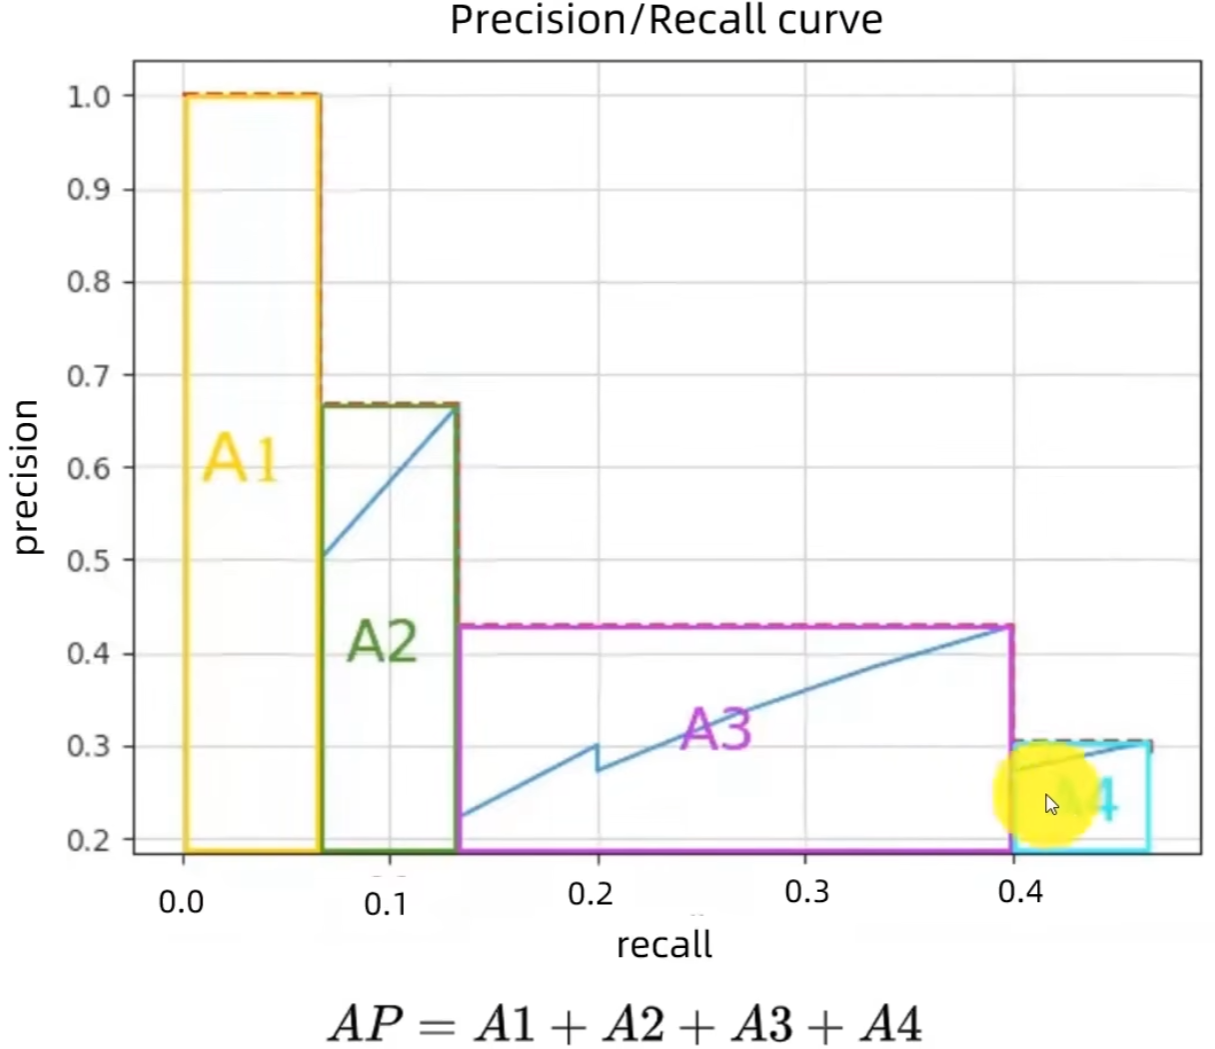 Precision/Recall curve
1.0
0.9
0.8
0.7
0.6
0.5
0.4
0.3
0.2
precision
A1
A2
A3
A4
0.0 0.1 0.2 0.3 0.4
recall
AP = A1 + A2 + A3 + A4